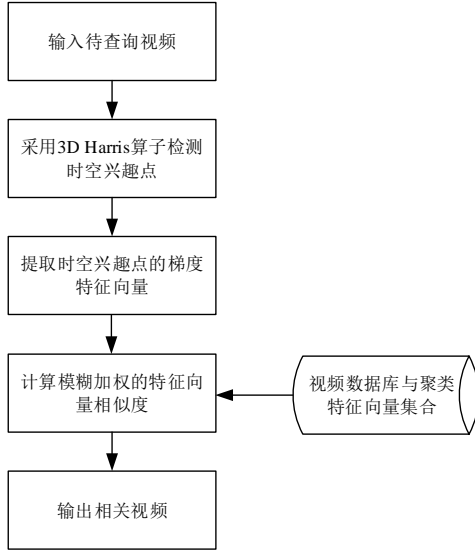 输入待查询视频
采用3D Harris算子检测
时空兴趣点
提取时空兴趣点的梯度
特征向量
计算模糊加权的特征向
量相似度
视频数据库与聚类
特征向量集合
输出相关视频